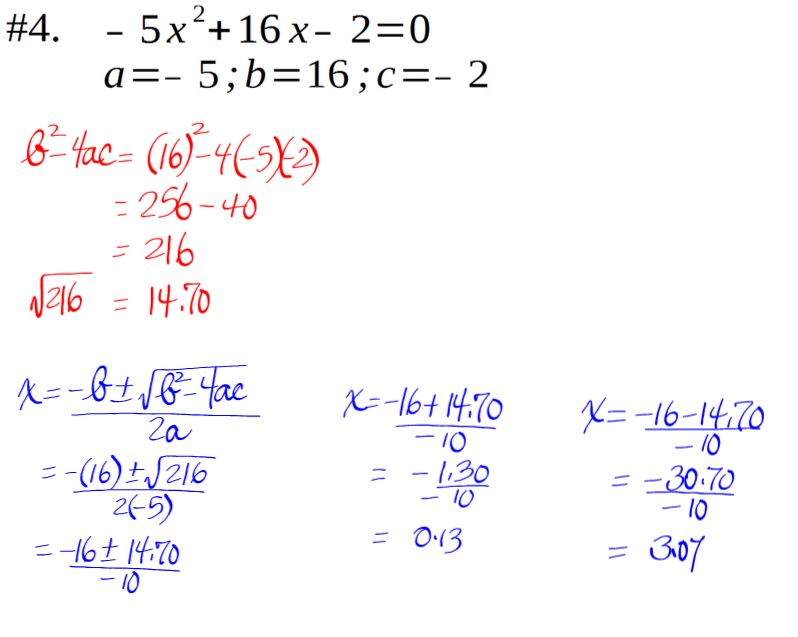 #4. - 5x²+16x- 2=0
a=- 5;b=16;c=- 2
b²-4ac= (16)²-4(-5)(-2)
= 256-40
= 216
√216 = 14.70
x= -b±√b²-4ac
2a
= -(16)±√216
2(-5)
= -16 ± 14.70
-10
x= -16+14.70
-10
= -1.30
-10
= 0.13
x= -16-14.70
-10
= -30.70
-10
= 3.07